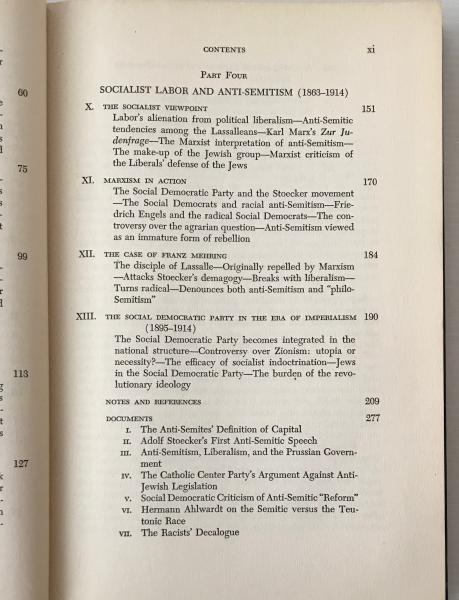 CONTENTS xi
PART FOUR
SOCIALIST LABOR AND ANTI-SEMITISM (1863-1914)
X. THE SOCIALIST VIEWPOINT 151
Labor's alienation from political liberalism—Anti-Semitic
tendencies among the Lassalleans—Karl Marx's Zur Ju-
denfrage—The Marxist interpretation of anti-Semitism—
The make-up of the Jewish group—Marxist criticism of
the Liberals' defense of the Jews
XI. MARXISM IN ACTION 170
The Social Democratic Party and the Stoecker movement
—The Social Democrats and racial anti-Semitism—Frie-
drich Engels and the radical Social Democrats—The con-
troversy over the agrarian question—Anti-Semitism viewed
as an immature form of rebellion
XII. THE CASE OF FRANZ MEHRING 184
The disciple of Lassalle—Originally repelled by Marxism
—Attacks Stoecker's demagogy—Breaks with liberalism—
Turns radical—Denounces both anti-Semitism and "philo-
Semitism"
XIII. THE SOCIAL DEMOCRATIC PARTY IN THE ERA OF IMPERIALISM 190
(1895-1914)
The Social Democratic Party becomes integrated in the
national structure—Controversy over Zionism: utopia or
necessity?—The efficacy of socialist indoctrination—Jews
in the Social Democratic Party—The burden of the revo-
lutionary ideology
NOTES AND REFERENCES 209
DOCUMENTS 277
I. The Anti-Semites' Definition of Capital
II. Adolf Stoecker's First Anti-Semitic Speech
III. Anti-Semitism, Liberalism, and the Prussian Govern-
ment
IV. The Catholic Center Party's Argument Against Anti-
Jewish Legislation
V. Social Democratic Criticism of Anti-Semitic "Reform"
VI. Hermann Ahlwardt on the Semitic versus the Teu-
tonic Race
VII. The Racists' Decalogue
60
75
99
113
127